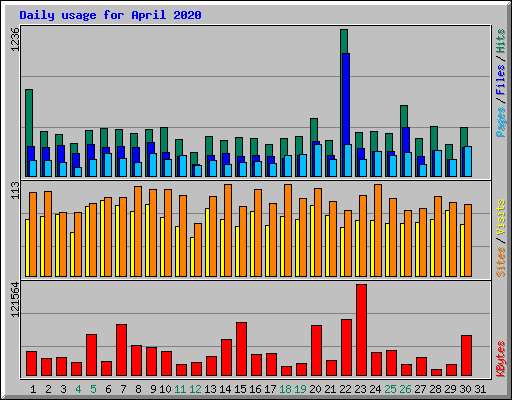 Daily usage for April 2020
1236
Pages / Files / Hits
113
Sites / Visits
121564
KBytes
1 2 3 4 5 6 7 8 9 10 11 12 13 14 15 16 17 18 19 20 21 22 23 24 25 26 27 28 29 30 31